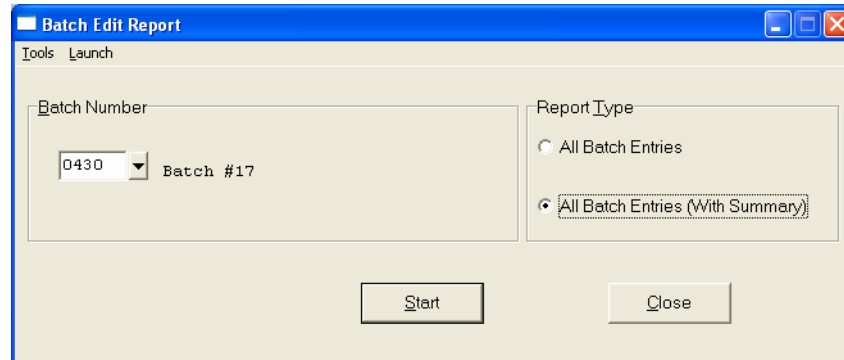 Batch Edit Report
Tools Launch
Batch Number
0430 Batch #17
Report Type
All Batch Entries
All Batch Entries (With Summary)
Start Close